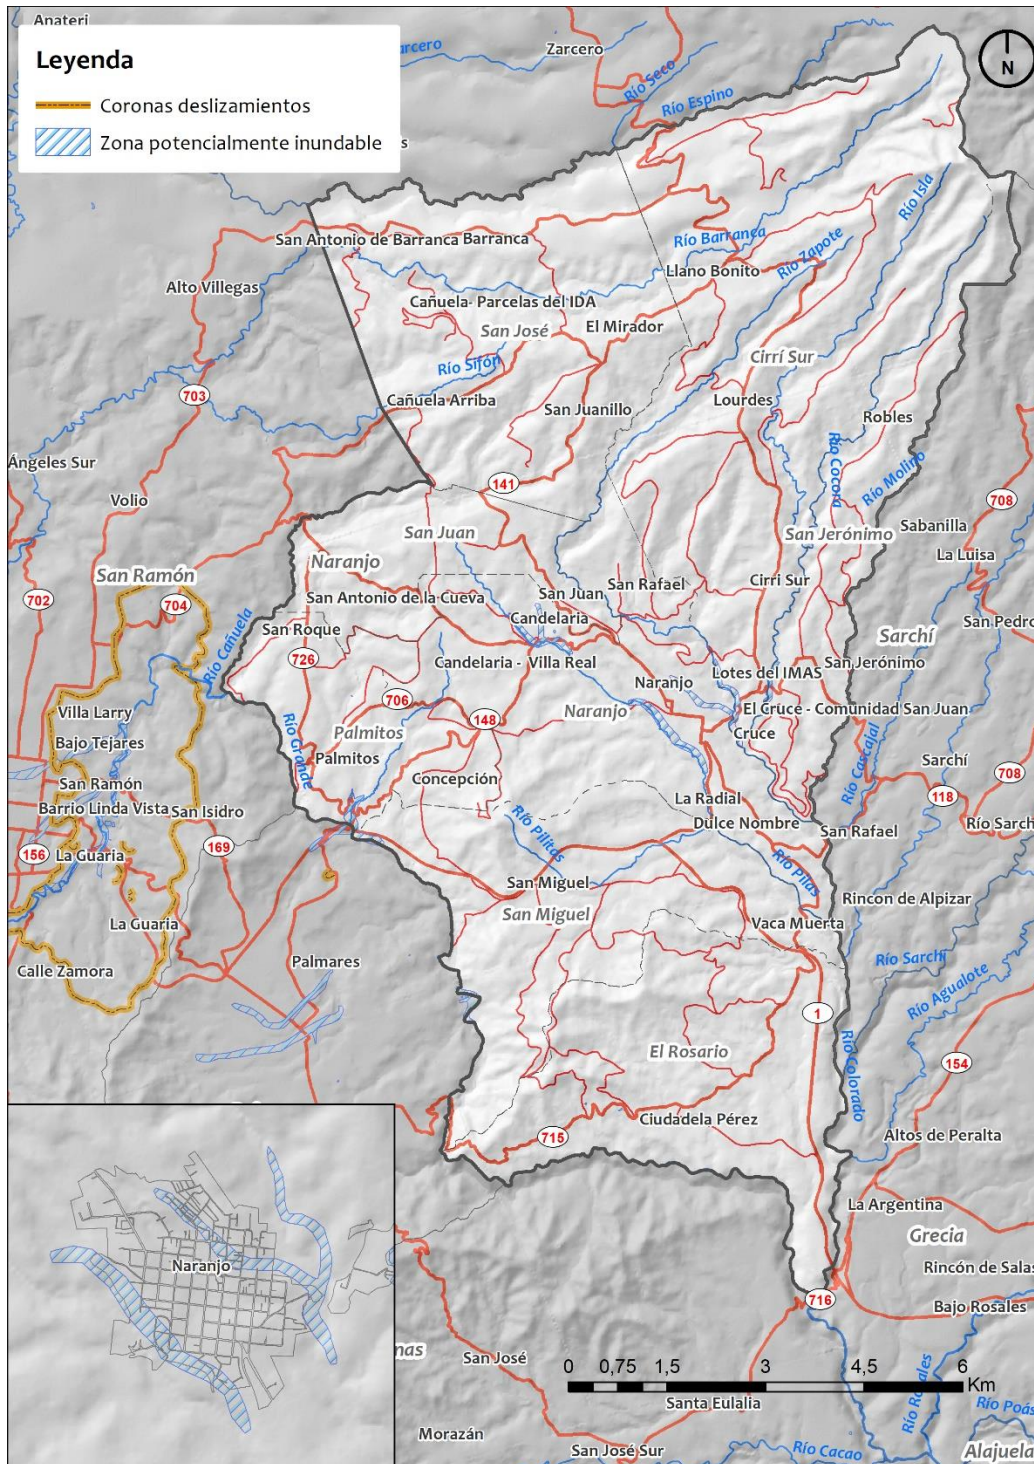 Anateri
Leyenda
Coronas deslizamientos
Zona potencialmente inundable
arcero
Zarcero
Río Seco
Río Espino
N
s
San Antonio de Barranca
Barranca
Río Barranca
Río Isla
Río Zapote
Llano Bonito
Alto Villegas
Cañuela- Parcelas del IDA
San José
El Mirador
Río Sifón
Cirrí Sur
703
Cañuela Arriba
San Juanillo
Lourdes
Robles
Ángeles Sur
Río Cocora
Río Molino
Volio
141
708
San Juan
San Jerónimo
Sabanilla
La Luisa
Naranjo
San Ramón
702
704
San Antonio de la Cueva
San Juan
San Rafael
Cirri Sur
Candelaria
San Pedro
San Roque
Sarchí
Río Cañuela
726
Candelaria - Villa Real
Lotes del IMAS
San Jerónimo
Naranjo
706
Villa Larry
148
Naranjo
El Cruce - Comunidad San Juan
Palmitos
Río Grande
Cruce
Bajo Tejares
Palmitos
Río Cascajal
Sarchí
708
San Ramón
Concepción
118
Barrio Linda Vista
San Isidro
La Radial
Río Sarch
Dulce Nombre
San Rafael
156
La Guaria
169
Río Pilitas
Río Pilas
San Miguel
Rincon de Alpizar
San Miguel
Vaca Muerta
La Guaria
Calle Zamora
Palmares
Río Sarchí
Río Agualote
1
El Rosario
Río Colorado
154
Ciudadela Pérez
715
Altos de Peralta
La Argentina
Grecia
Rincón de Salas
Naranjo
716
Bajo Rosales
nas
San José
0 0,75 1,5 3 4,5 6
Km
Santa Eulalia
Río Rosales
Río Poás
Morazán
San José Sur
Río Cacao
Alajuela